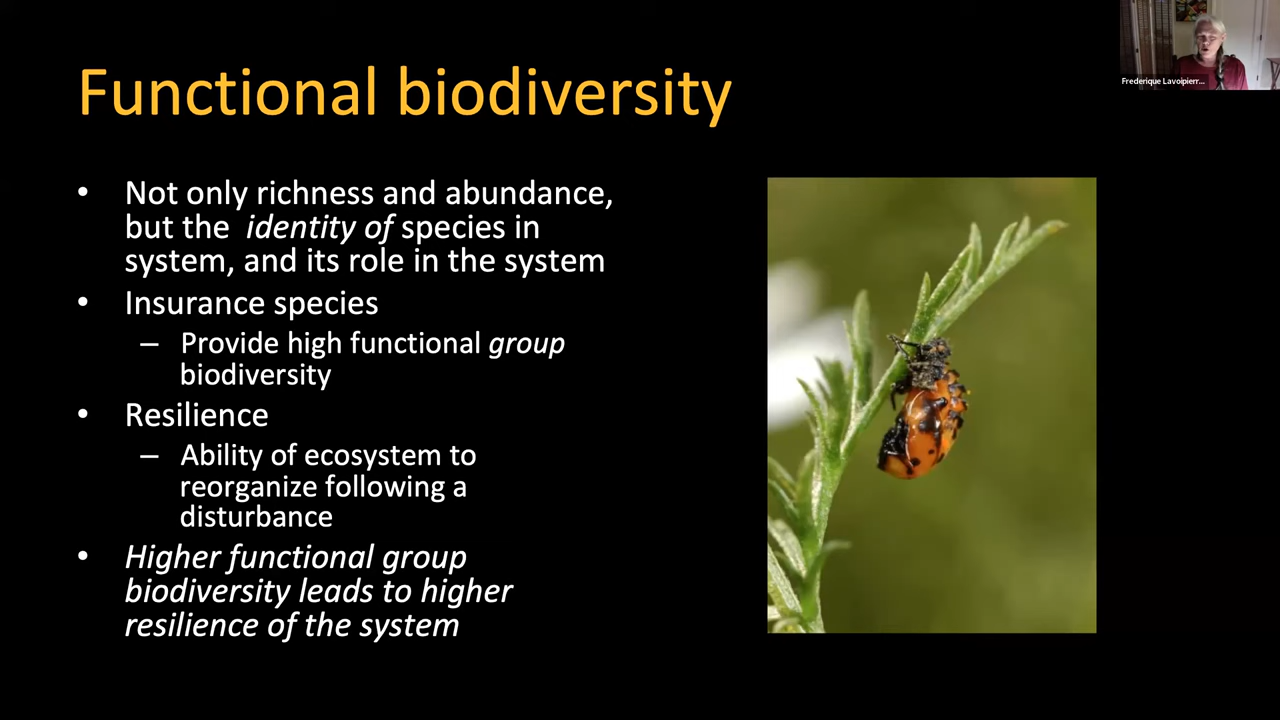 Functional biodiversity
• Not only richness and abundance,
but the identity of species in
system, and its role in the system
• Insurance species
– Provide high functional group
biodiversity
• Resilience
– Ability of ecosystem to
reorganize following a
disturbance
• Higher functional group
biodiversity leads to higher
resilience of the system
Frederique Lavoipierr...